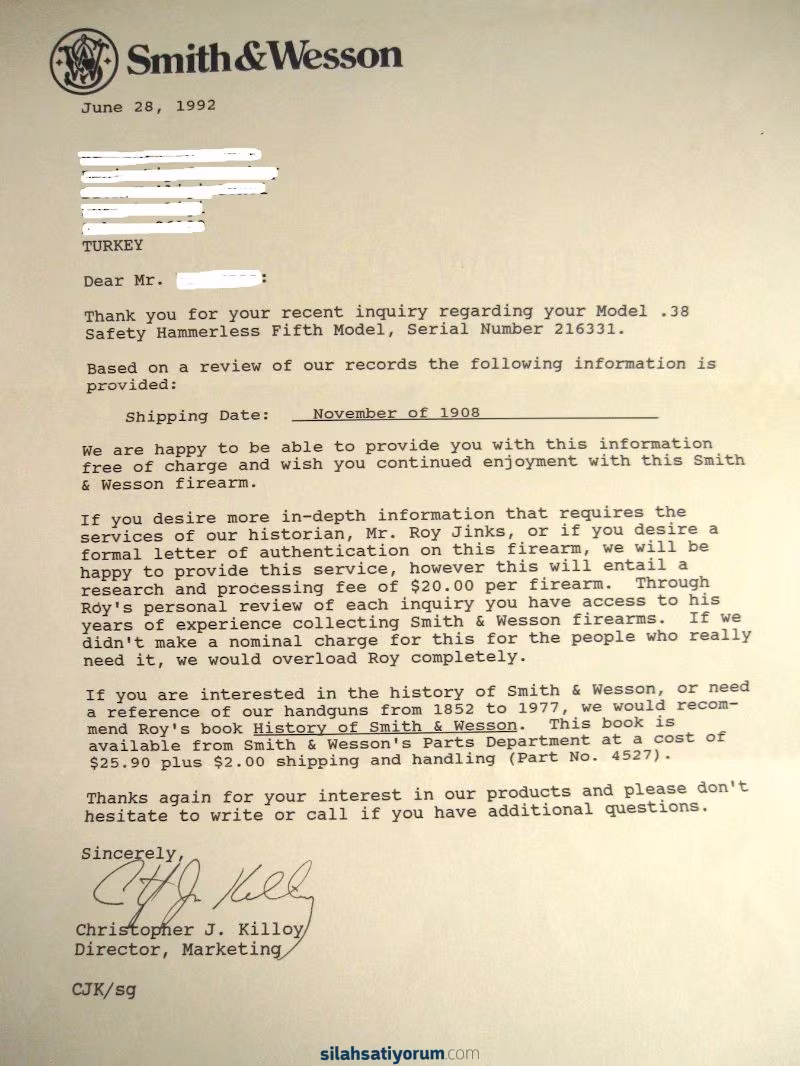 Smith & Wesson
June 28, 1992
TURKEY
Dear Mr. :
Thank you for your recent inquiry regarding your Model .38
Safety Hammerless Fifth Model, Serial Number 216331.
Based on a review of our records the following information is
provided:
Shipping Date: November of 1908
We are happy to be able to provide you with this information
free of charge and wish you continued enjoyment with this Smith
& Wesson firearm.
If you desire more in-depth information that requires the
services of our historian, Mr. Roy Jinks, or if you desire a
formal letter of authentication on this firearm, we will be
happy to provide this service, however this will entail a
research and processing fee of $20.00 per firearm. Through
Roy's personal review of each inquiry you have access to his
years of experience collecting Smith & Wesson firearms. If we
didn't make a nominal charge for this for the people who really
need it, we would overload Roy completely.
If you are interested in the history of Smith & Wesson, or need
a reference of our handguns from 1852 to 1977, we would recom-
mend Roy's book History of Smith & Wesson. This book is
available from Smith & Wesson's Parts Department at a cost of
$25.90 plus $2.00 shipping and handling (Part No. 4527).
Thanks again for your interest in our products and please don't
hesitate to write or call if you have additional questions.
Sincerely,
Christopher J. Killoy
Director, Marketing
CJK/sg
silahsatiyorum.com